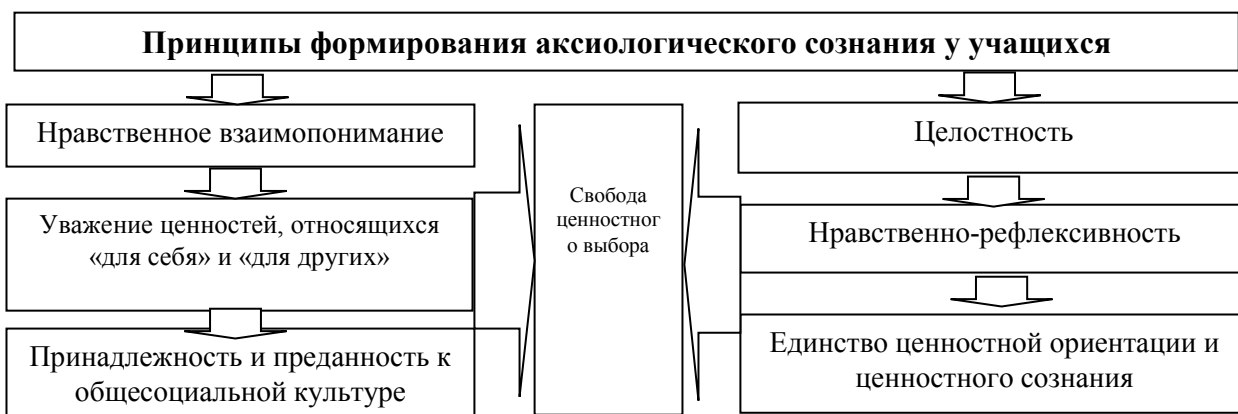 Принципы формирования аксиологического сознания у учащихся
Нравственное взаимопонимание
Уважение ценностей, относящихся
«для себя» и «для других»
Принадлежность и преданность к
общесоциальной культуре
Свобода
ценностног
о выбора
Целостность
Нравственно-рефлексивность
Единство ценностной ориентации и
ценностного сознания